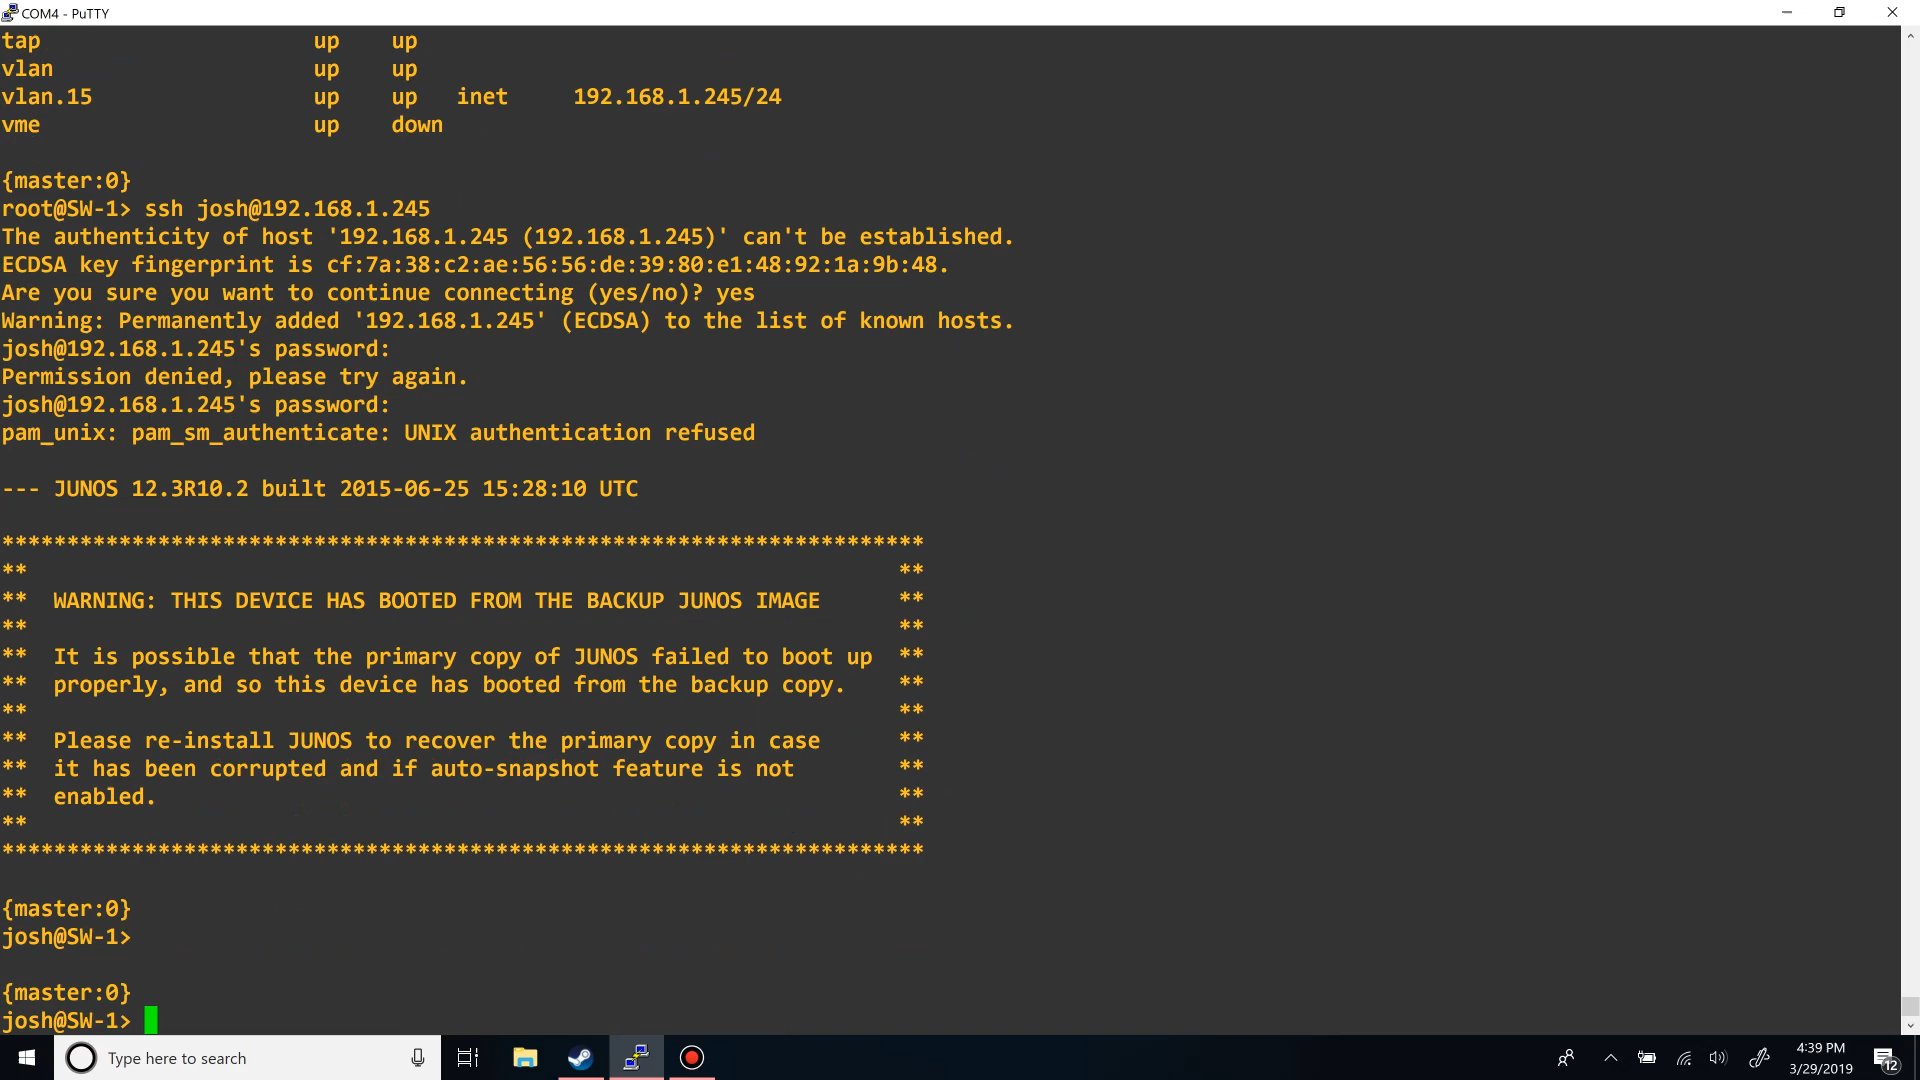 COM4 - PuTTY
tap                     up    up
vlan                    up    up
vlan.15                 up    up   inet     192.168.1.245/24
vme                     up    down

{master:0}
root@SW-1> ssh josh@192.168.1.245
The authenticity of host '192.168.1.245 (192.168.1.245)' can't be established.
ECDSA key fingerprint is cf:7a:38:c2:ae:56:56:de:39:80:e1:48:92:1a:9b:48.
Are you sure you want to continue connecting (yes/no)? yes
Warning: Permanently added '192.168.1.245' (ECDSA) to the list of known hosts.
josh@192.168.1.245's password:
Permission denied, please try again.
josh@192.168.1.245's password:
pam_unix: pam_sm_authenticate: UNIX authentication refused

--- JUNOS 12.3R10.2 built 2015-06-25 15:28:10 UTC

***********************************************************************
**                                                                   **
**  WARNING: THIS DEVICE HAS BOOTED FROM THE BACKUP JUNOS IMAGE      **
**                                                                   **
**  It is possible that the primary copy of JUNOS failed to boot up  **
**  properly, and so this device has booted from the backup copy.    **
**                                                                   **
**  Please re-install JUNOS to recover the primary copy in case      **
**  it has been corrupted and if auto-snapshot feature is not        **
**  enabled.                                                         **
**                                                                   **
***********************************************************************

{master:0}
josh@SW-1>

{master:0}
josh@SW-1>
Type here to search
4:39 PM
3/29/2019
12